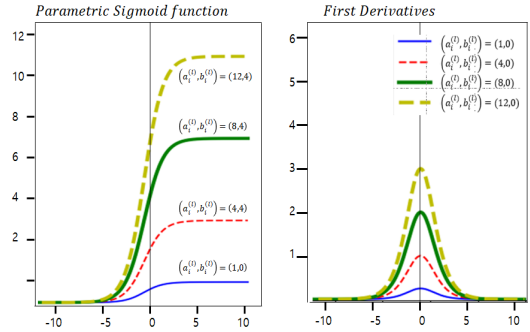 Parametric Sigmoid function
12
10
8
6
4
2
-10 -5 0 5 10
(a_i^(l), b_i^(l)) = (12,4)
(a_i^(l), b_i^(l)) = (8,4)
(a_i^(l), b_i^(l)) = (4,4)
(a_i^(l), b_i^(l)) = (1,0)
First Derivatives
6
5
4
3
2
1
-10 -5 0 5 10
(a_i^(l), b_i^(l)) = (1,0)
(a_i^(l), b_i^(l)) = (4,0)
(a_i^(l), b_i^(l)) = (8,0)
(a_i^(l), b_i^(l)) = (12,0)